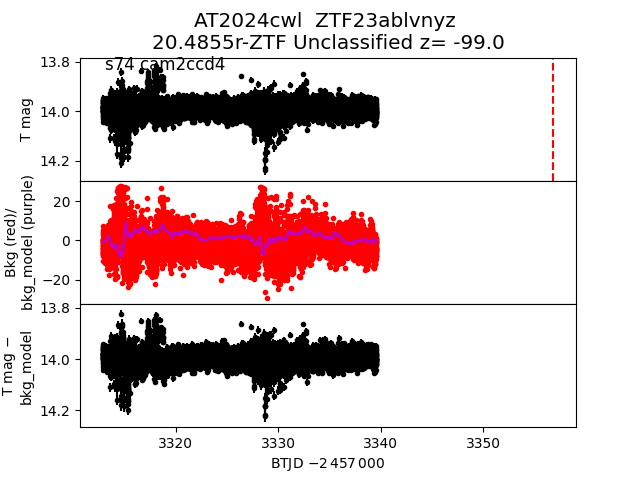 AT2024cwl  ZTF23ablvnyz
20.4855r-ZTF Unclassified z= -99.0
s74 cam2ccd4
13.8
14.0
14.2
T mag
20
0
−20
Bkg (red)/
bkg_model (purple)
13.8
14.0
14.2
T mag −
bkg_model
3320
3330
3340
3350
BTJD −2 457 000